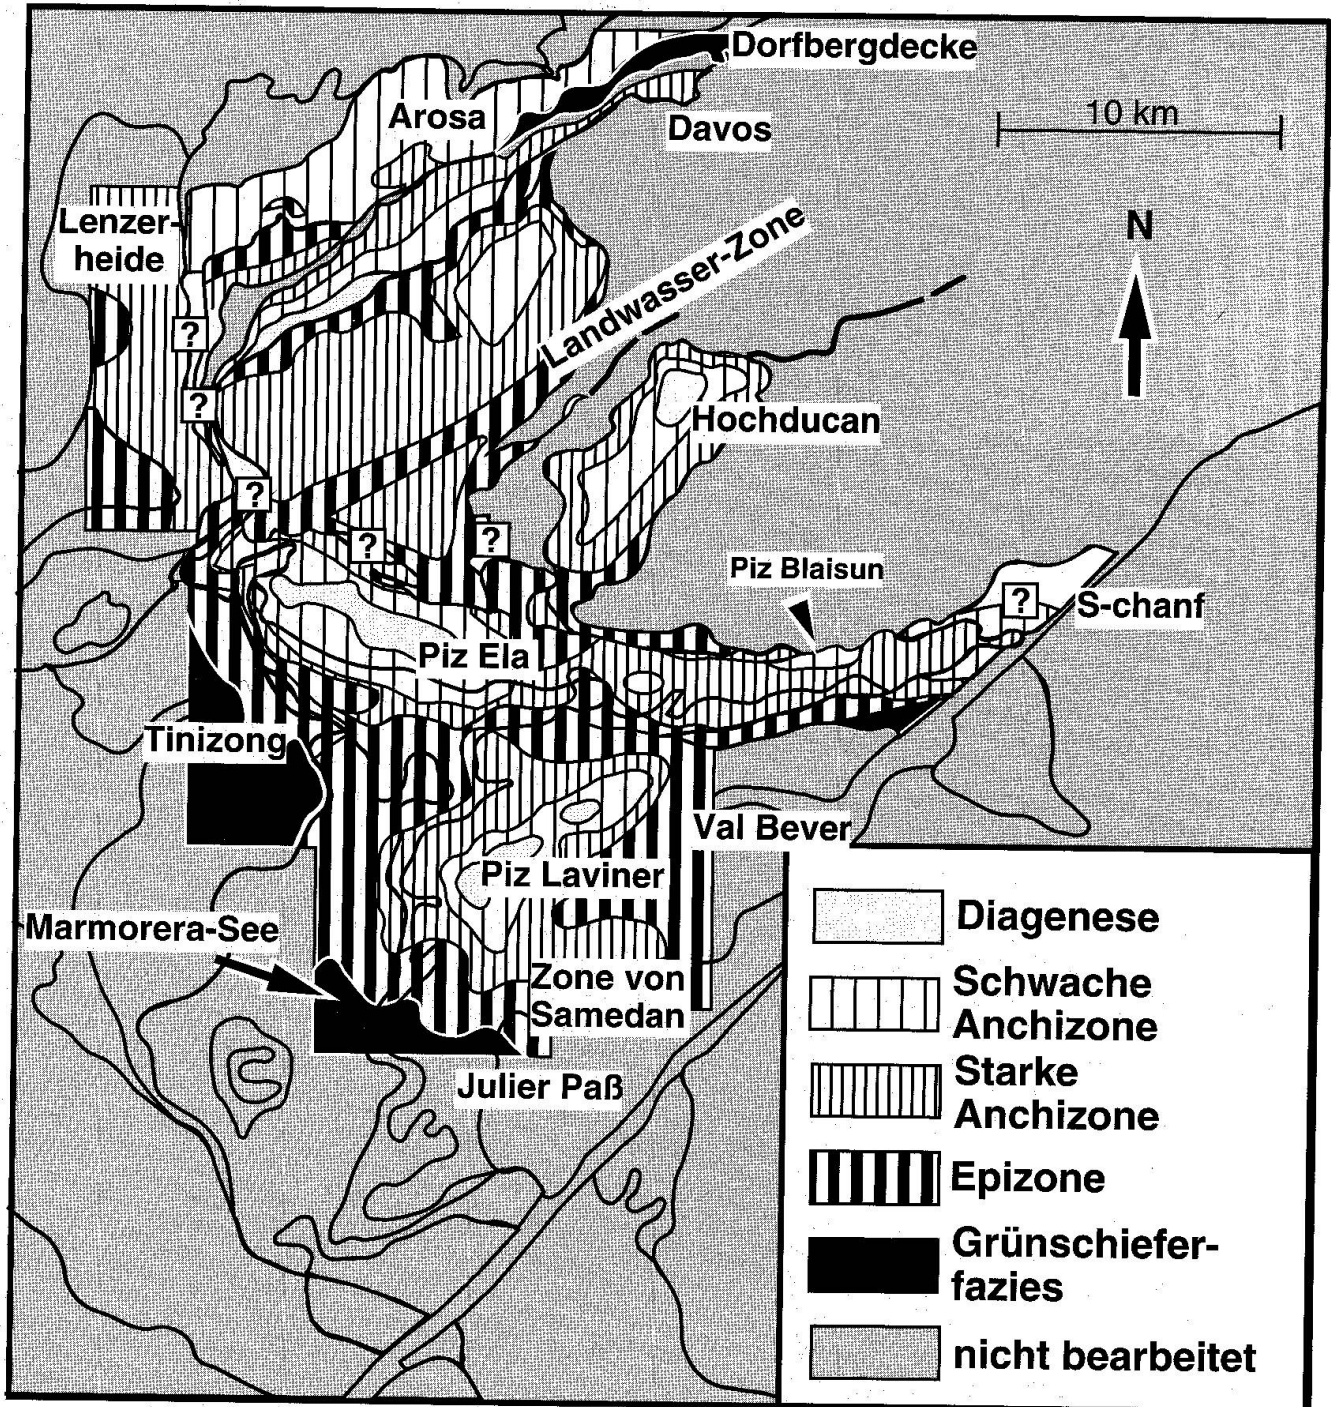 Dorfbergdecke
Arosa
10 km
Davos
Lenzer-
heide
Landwasser-Zone
N
?
?
Hochducan
?
?
?
Piz Blaisun
?
S-chanf
Piz Ela
Tinizong
Val Bever
Piz Laviner
Marmorera-See
Zone von
Samedan
Julier Paß
Diagenese
Schwache
Anchizone
Starke
Anchizone
Epizone
Grünschiefer-
fazies
nicht bearbeitet